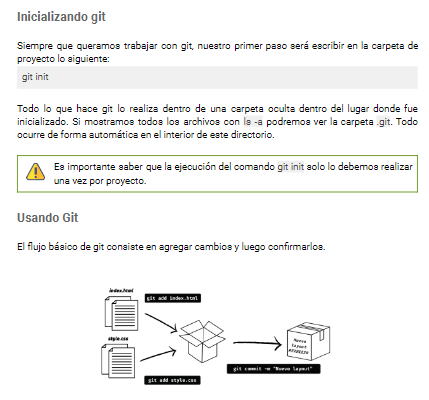 Inicializando git
Siempre que queramos trabajar con git, nuestro primer paso será escribir en la carpeta de
proyecto lo siguiente:
git init
Todo lo que hace git lo realiza dentro de una carpeta oculta dentro del lugar donde fue
inicializado. Si mostramos todos los archivos con ls -a podremos ver la carpeta .git. Todo
ocurre de forma automática en el interior de este directorio.
Es importante saber que la ejecución del comando git init solo lo debemos realizar
una vez por proyecto.
Usando Git
El flujo básico de git consiste en agregar cambios y luego confirmarlos.
index.html
git add index.html
style.css
git add style.css
git commit -m "Nuevo layout"
Nuevo
layout